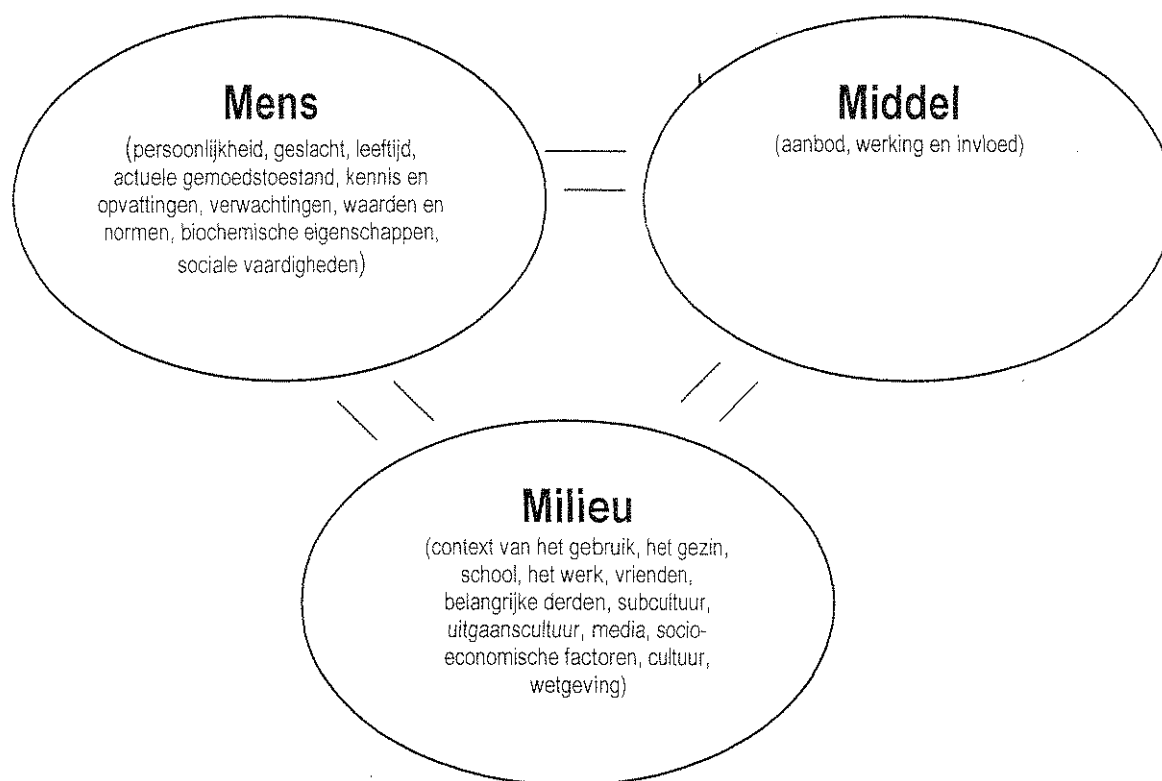 Mens
(persoonlijkheid, geslacht, leeftijd,
actuele gemoedstoestand, kennis en
opvattingen, verwachtingen, waarden en
normen, biochemische eigenschappen,
sociale vaardigheden)
Middel
(aanbod, werking en invloed)
Milieu
(context van het gebruik, het gezin,
school, het werk, vrienden,
belangrijke derden, subcultuur,
uitgaanscultuur, media, socio-
economische factoren, cultuur,
wetgeving)